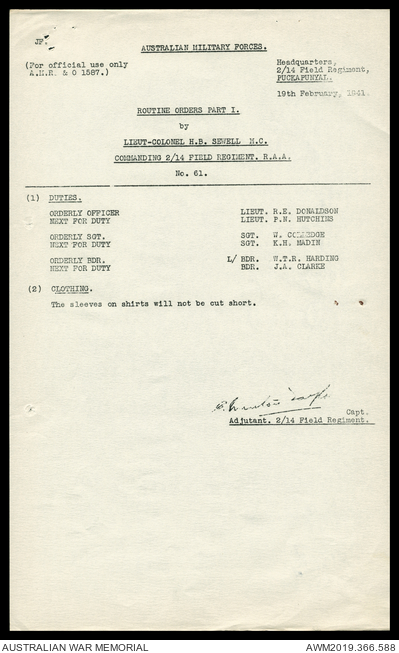 JF.
AUSTRALIAN MILITARY FORCES.
(For official use only
A.M.R. & O 1587.)
Headquarters,
2/14 Field Regiment,
PUCKAPUNYAL.
19th February, 1941.
ROUTINE ORDERS PART I.
by
LIEUT-COLONEL H.B. SEWELL M.C.
COMMANDING 2/14 FIELD REGIMENT. R.A.A.
No. 61.
(1) DUTIES.
ORDERLY OFFICER LIEUT. R.E. DONALDSON
NEXT FOR DUTY LIEUT. P.N. HUTCHINS
ORDERLY SGT. SGT. W.
NEXT FOR DUTY SGT. K.H. MADIN
ORDERLY BDR. L/ BDR. W.T.R. HARDING
NEXT FOR DUTY BDR. J.A. CLARKE
(2) CLOTHING.
The sleeves on shirts will not be cut short.
Capt.
Adjutant. 2/14 Field Regiment.
AUSTRALIAN WAR MEMORIAL AWM2019.366.588